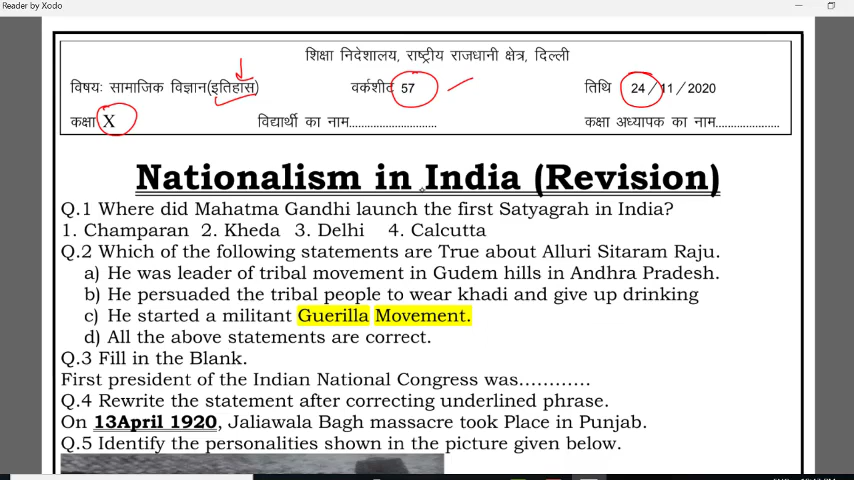 Reader by Xodo
शिक्षा निदेशालय, राष्ट्रीय राजधानी क्षेत्र, दिल्ली
विषयः सामाजिक विज्ञान(इतिहास) वर्कशीट 57 तिथि 24/11/2020
कक्षा X विद्यार्थी का नाम........................... कक्षा अध्यापक का नाम....................
Nationalism in India (Revision)
Q.1 Where did Mahatma Gandhi launch the first Satyagrah in India?
1. Champaran 2. Kheda 3. Delhi 4. Calcutta
Q.2 Which of the following statements are True about Alluri Sitaram Raju.
a) He was leader of tribal movement in Gudem hills in Andhra Pradesh.
b) He persuaded the tribal people to wear khadi and give up drinking
c) He started a militant Guerilla Movement.
d) All the above statements are correct.
Q.3 Fill in the Blank.
First president of the Indian National Congress was............
Q.4 Rewrite the statement after correcting underlined phrase.
On 13April 1920, Jaliawala Bagh massacre took Place in Punjab.
Q.5 Identify the personalities shown in the picture given below.